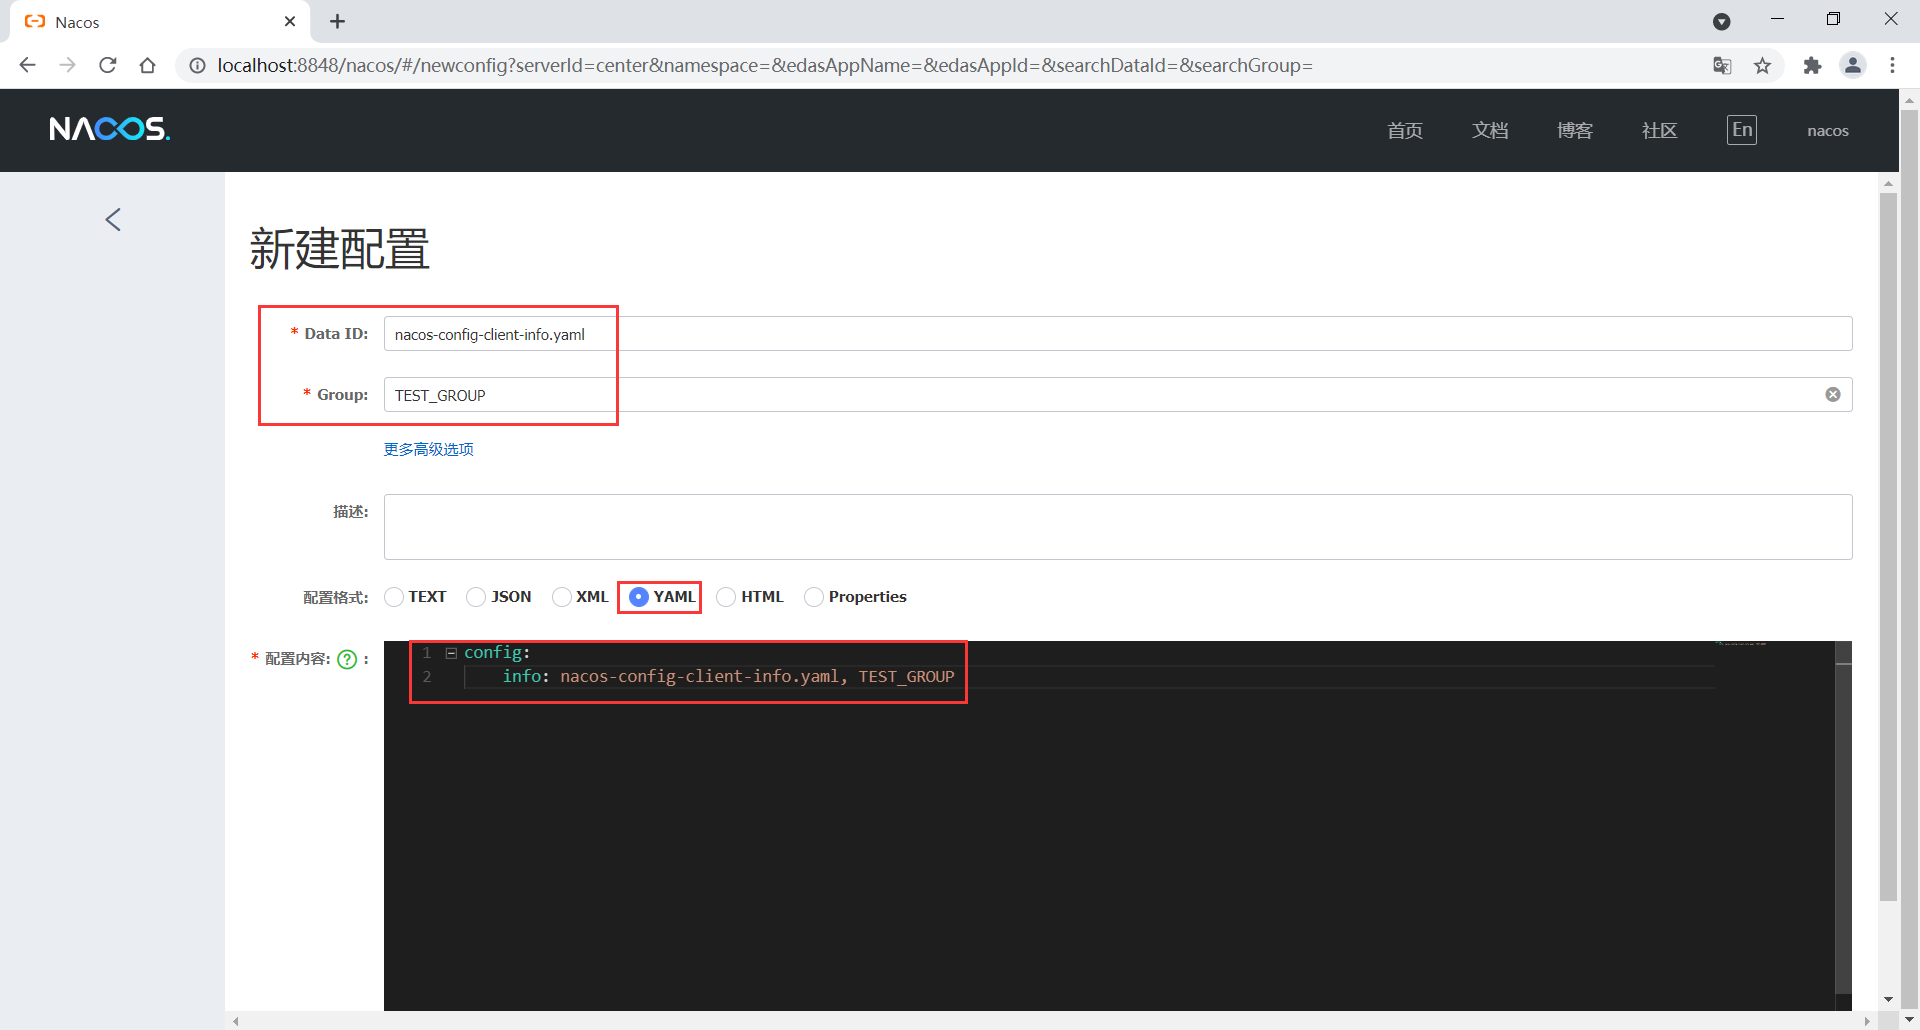 Nacos
localhost:8848/nacos/#/newconfig?serverId=center&namespace=&edasAppName=&edasAppId=&searchDataId=&searchGroup=
NACOS.
首页 文档 博客 社区 En nacos
新建配置
* Data ID: nacos-config-client-info.yaml
* Group: TEST_GROUP
更多高级选项
描述:
配置格式: TEXT JSON XML YAML HTML Properties
* 配置内容: ? :
1 config:
2 info: nacos-config-client-info.yaml, TEST_GROUP